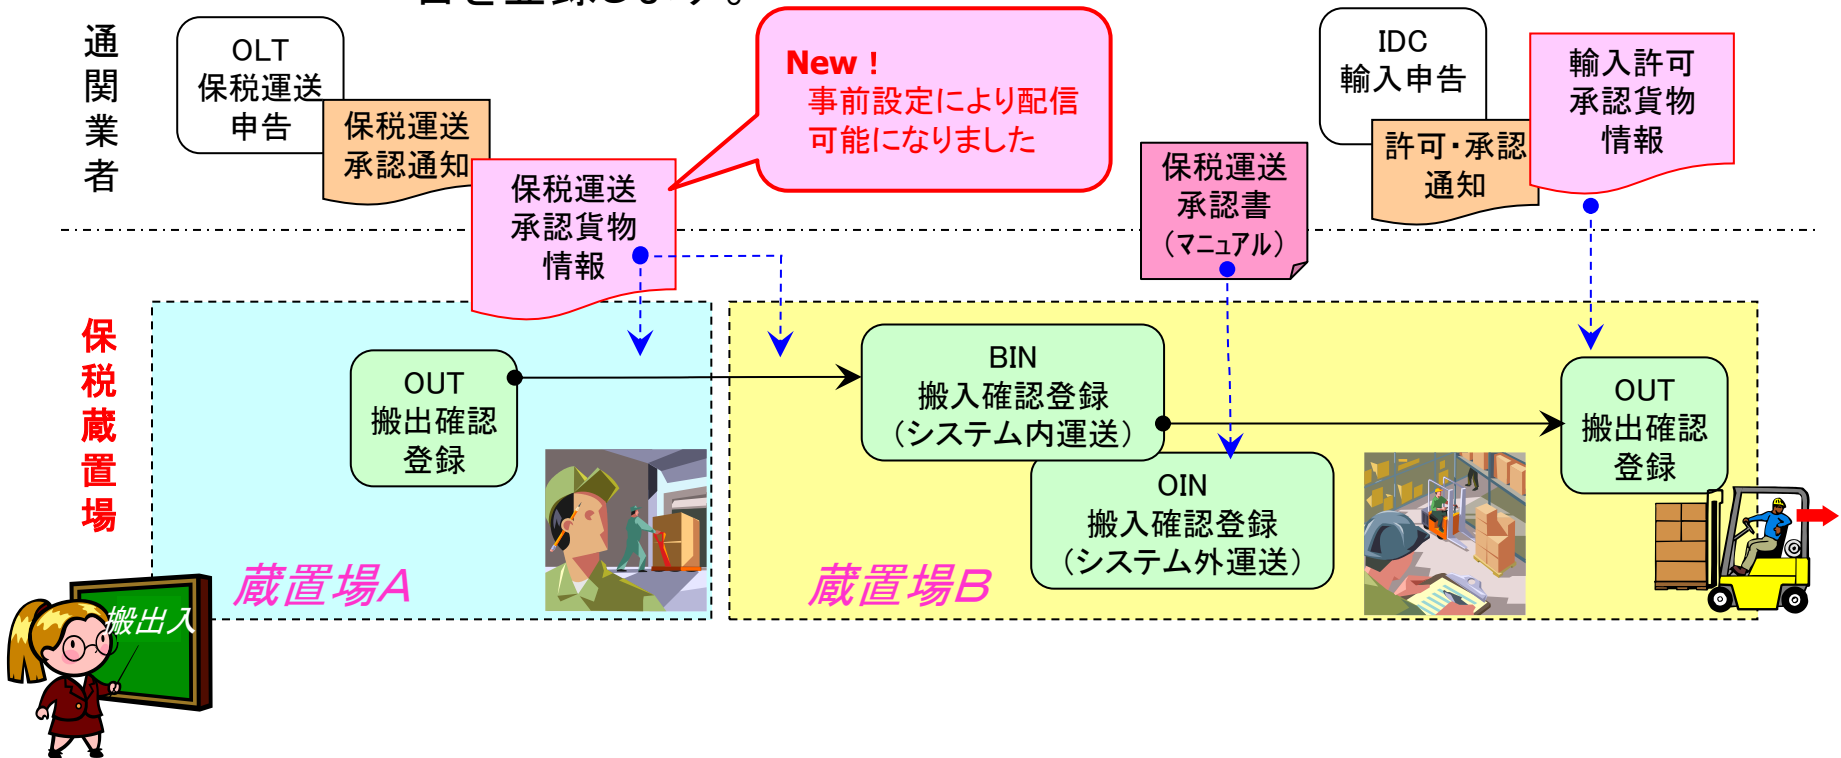 通
関
業
者
OLT
保税運送
申告
保税運送
承認通知
保税運送
承認貨物
情報
New！
事前設定により配信
可能になりました
保税運送
承認書
（マニュアル）
IDC
輸入申告
許可・承認
通知
輸入許可
承認貨物
情報
保
税
蔵
置
場
OUT
搬出確認
登録
蔵置場A
BIN
搬入確認登録
（システム内運送）
OIN
搬入確認登録
（システム外運送）
蔵置場B
OUT
搬出確認
登録
搬出入